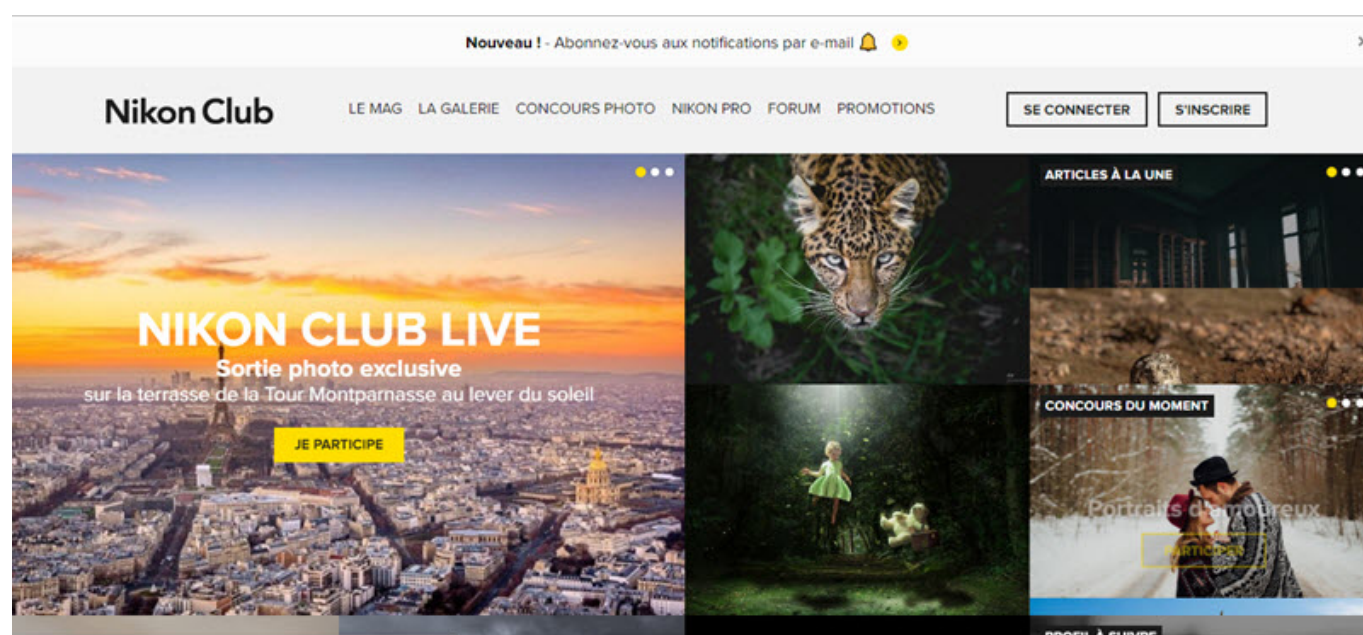 Nouveau ! - Abonnez-vous aux notifications par e-mail
Nikon Club
LE MAG LA GALERIE CONCOURS PHOTO NIKON PRO FORUM PROMOTIONS
SE CONNECTER S'INSCRIRE
NIKON CLUB LIVE
Sortie photo exclusive
sur la terrasse de la Tour Montparnasse au lever du soleil
JE PARTICIPE
ARTICLES À LA UNE
CONCOURS DU MOMENT
Portraits d'amoureux
PARTICIPER
PROFIL À SUIVRE